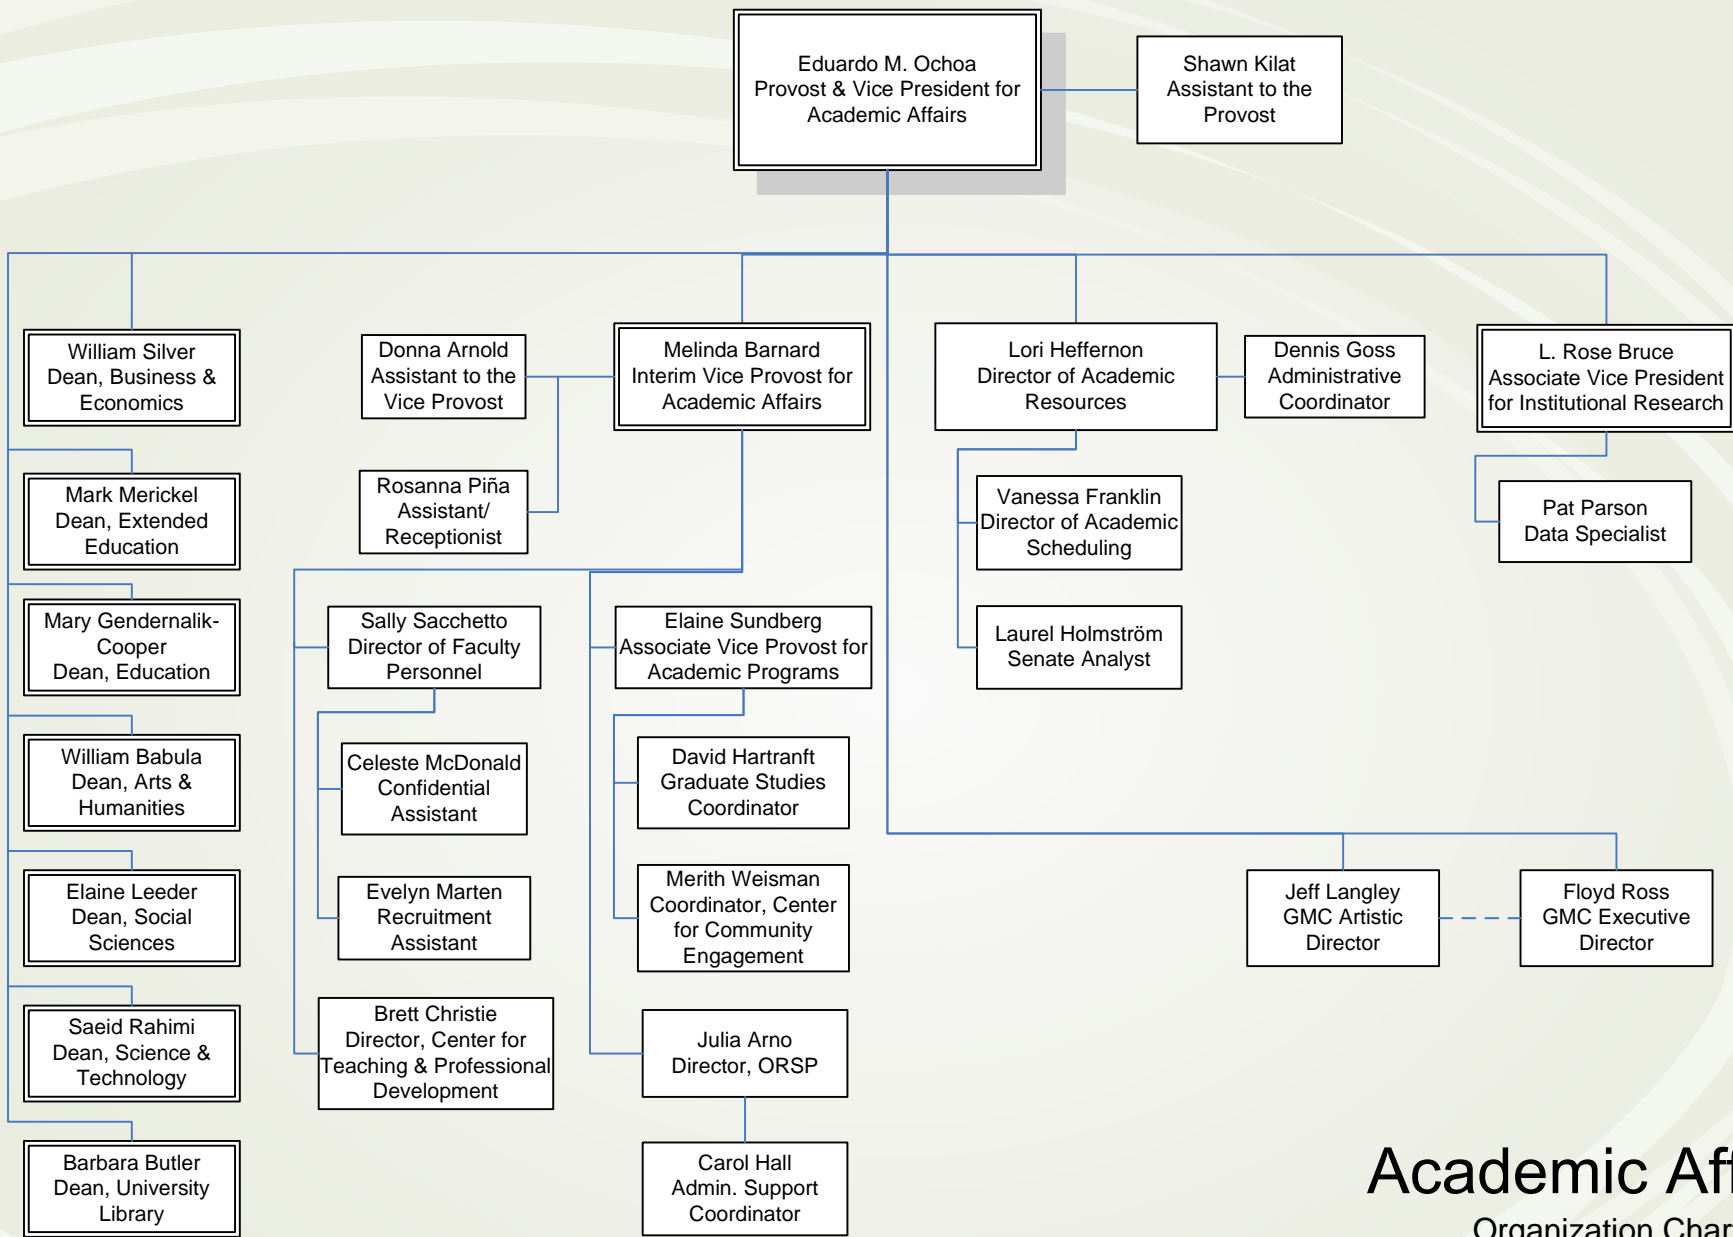 Eduardo M. Ochoa
Provost & Vice President for
Academic Affairs
Shawn Kilat
Assistant to the
Provost
William Silver
Dean, Business &
Economics
Donna Arnold
Assistant to the
Vice Provost
Melinda Barnard
Interim Vice Provost for
Academic Affairs
Lori Heffernon
Director of Academic
Resources
Dennis Goss
Administrative
Coordinator
L. Rose Bruce
Associate Vice President
for Institutional Research
Mark Merickel
Dean, Extended
Education
Rosanna Piña
Assistant/
Receptionist
Vanessa Franklin
Director of Academic
Scheduling
Pat Parson
Data Specialist
Mary Gendernalik-
Cooper
Dean, Education
Sally Sacchetto
Director of Faculty
Personnel
Elaine Sundberg
Associate Vice Provost for
Academic Programs
Laurel Holmström
Senate Analyst
William Babula
Dean, Arts &
Humanities
Celeste McDonald
Confidential
Assistant
David Hartranft
Graduate Studies
Coordinator
Elaine Leeder
Dean, Social
Sciences
Evelyn Marten
Recruitment
Assistant
Merith Weisman
Coordinator, Center
for Community
Engagement
Jeff Langley
GMC Artistic
Director
Floyd Ross
GMC Executive
Director
Saeid Rahimi
Dean, Science &
Technology
Brett Christie
Director, Center for
Teaching & Professional
Development
Julia Arno
Director, ORSP
Barbara Butler
Dean, University
Library
Carol Hall
Admin. Support
Coordinator
Academic Aff
Organization Char